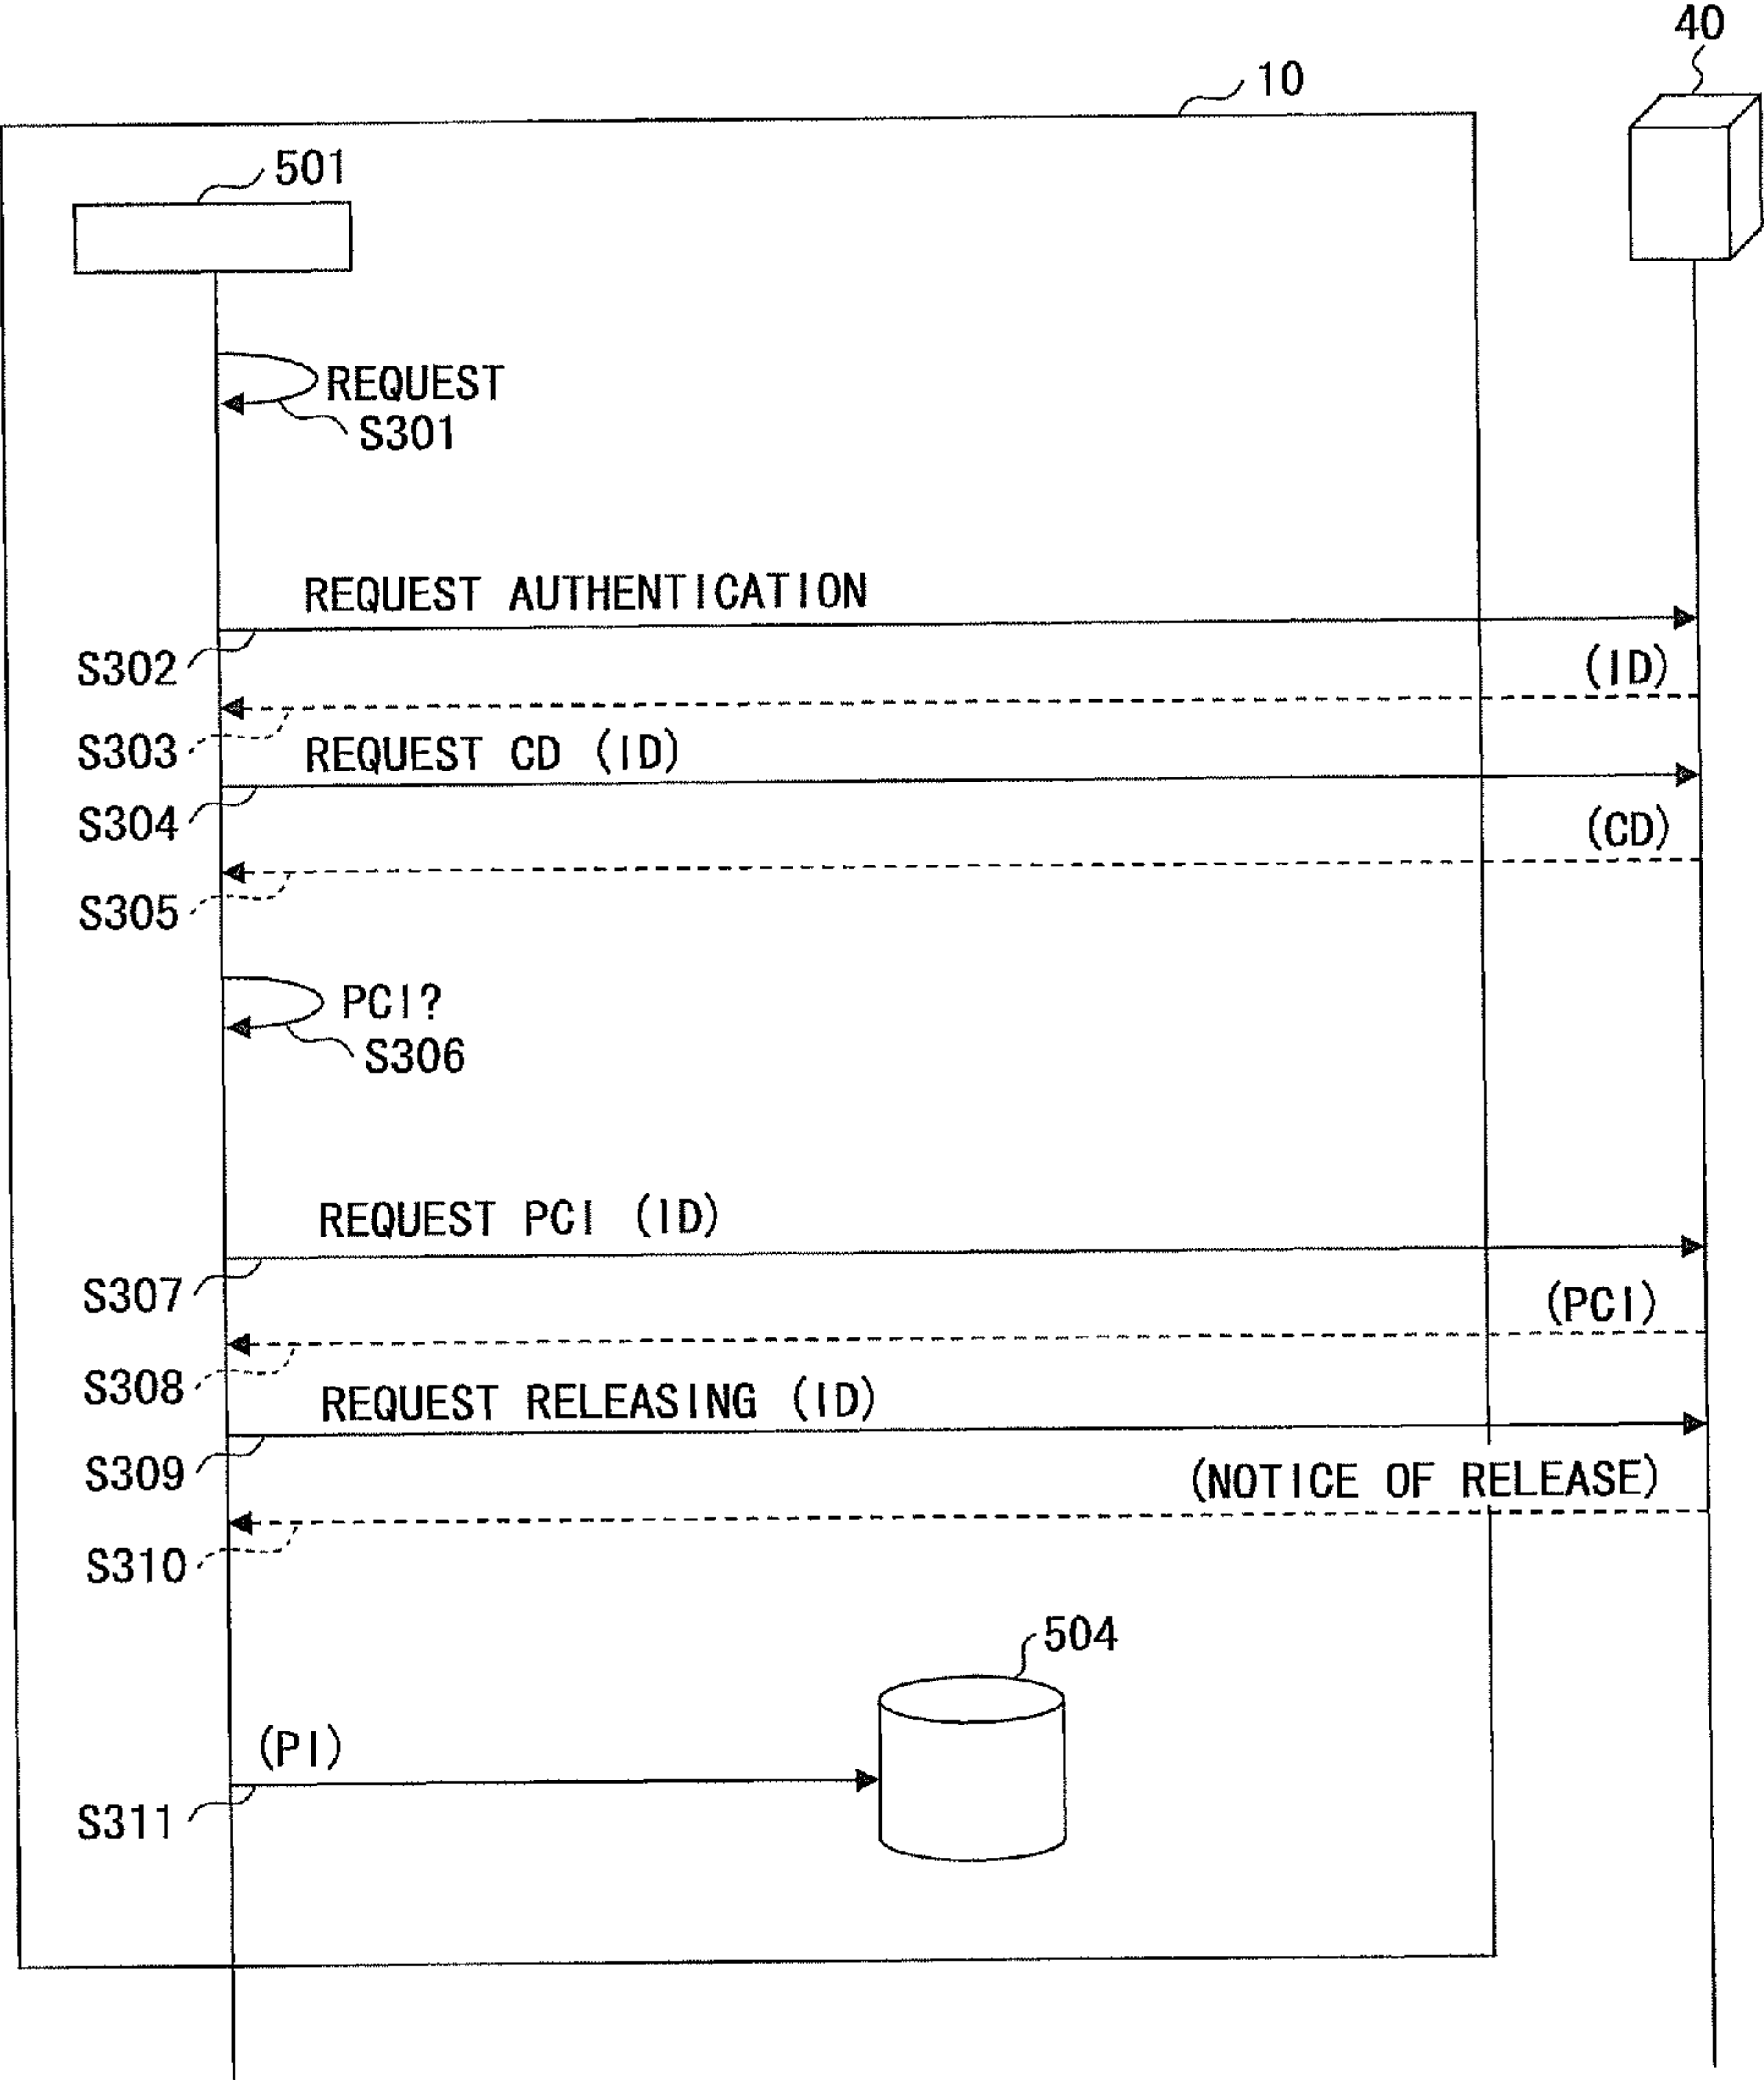 40
10
501
REQUEST
S301
REQUEST AUTHENTICATION
S302
(ID)
S303
REQUEST CD (ID)
S304
(CD)
S305
PCI?
S306
REQUEST PCI (ID)
S307
(PCI)
S308
REQUEST RELEASING (ID)
S309
(NOTICE OF RELEASE)
S310
504
(PI)
S311